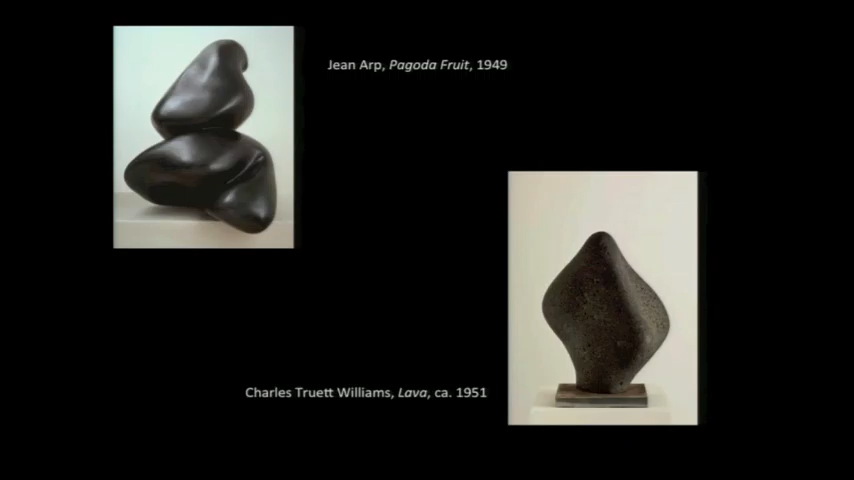 Jean Arp, Pagoda Fruit, 1949
Charles Truett Williams, Lava, ca. 1951